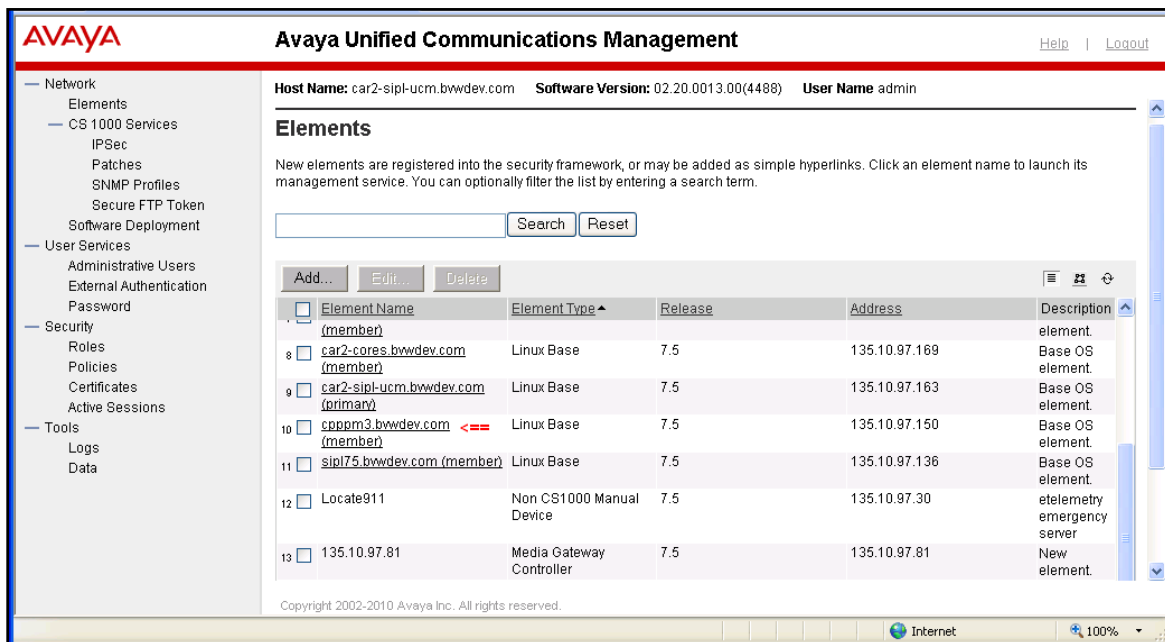 AVAYA
Avaya Unified Communications Management
Help | Logout
Host Name: car2-sipl-ucm.bvwdev.com Software Version: 02.20.0013.00(4488) User Name admin
Network
Elements
CS 1000 Services
IPSec
Patches
SNMP Profiles
Secure FTP Token
Software Deployment
User Services
Administrative Users
External Authentication
Password
Security
Roles
Policies
Certificates
Active Sessions
Tools
Logs
Data
Elements
New elements are registered into the security framework, or may be added as simple hyperlinks. Click an element name to launch its
management service. You can optionally filter the list by entering a search term.
Search Reset
Add... Edit... Delete
Element Name Element Type Release Address Description
(member) element.
8 car2-cores.bvwdev.com Linux Base 7.5 135.10.97.169 Base OS
(member) element.
9 car2-sipl-ucm.bvwdev.com Linux Base 7.5 135.10.97.163 Base OS
(primary) element.
10 cpppm3.bvwdev.com <== Linux Base 7.5 135.10.97.150 Base OS
(member) element.
11 sipl75.bvwdev.com (member) Linux Base 7.5 135.10.97.136 Base OS
element.
12 Locate911 Non CS1000 Manual 7.5 135.10.97.30 etelemetry
Device emergency
server
13 135.10.97.81 Media Gateway 7.5 135.10.97.81 New
Controller element.
Copyright 2002-2010 Avaya Inc. All rights reserved.
Internet 100%